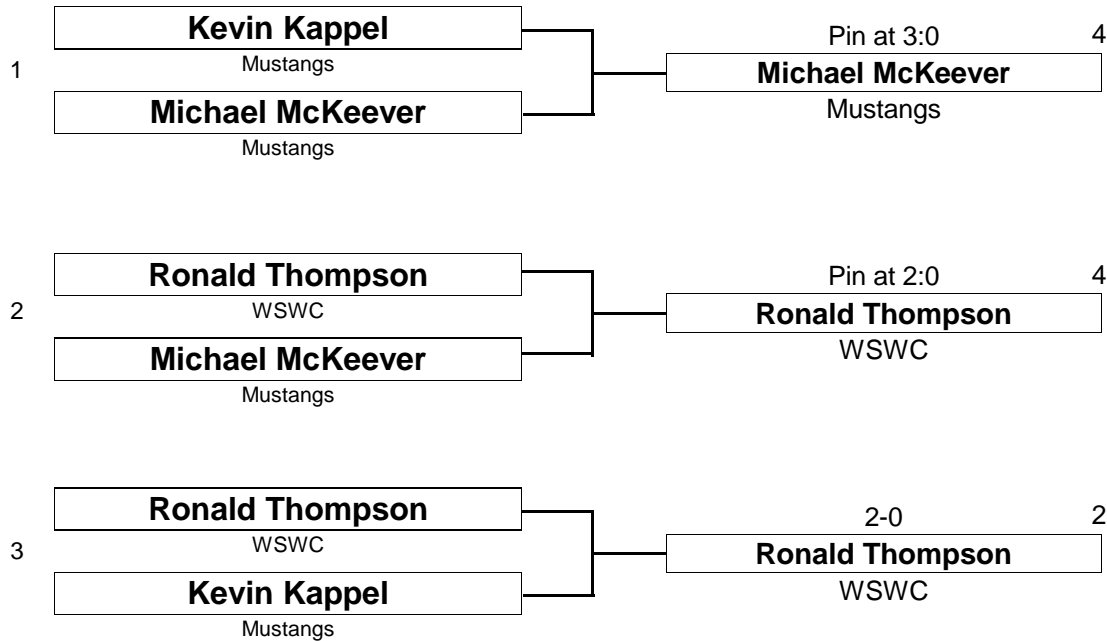 Kevin Kappel
Mustangs
1
Michael McKeever
Mustangs
Pin at 3:0 4
Michael McKeever
Mustangs
Ronald Thompson
WSWC
2
Michael McKeever
Mustangs
Pin at 2:0 4
Ronald Thompson
WSWC
Ronald Thompson
WSWC
3
Kevin Kappel
Mustangs
2-0 2
Ronald Thompson
WSWC